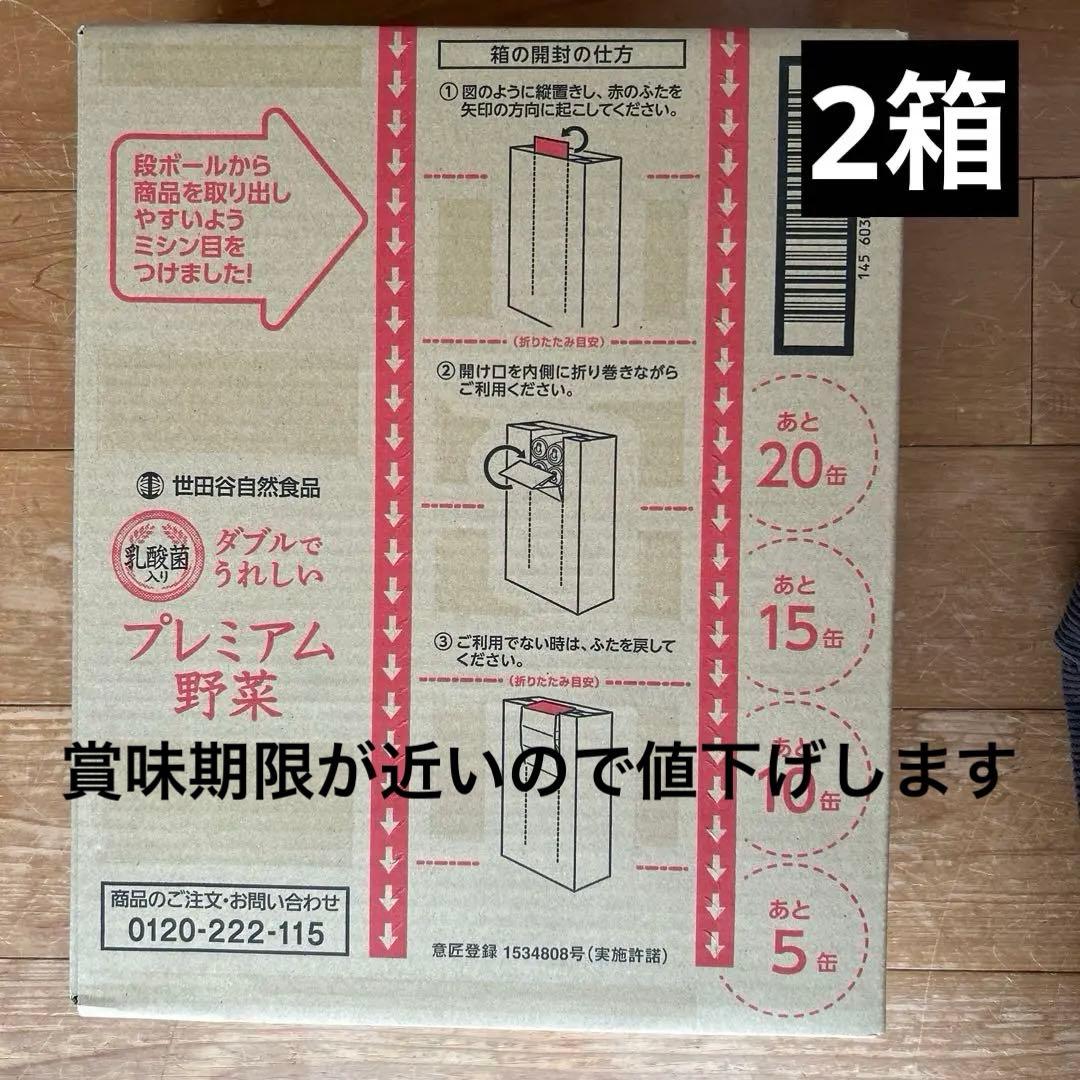 箱の開封の仕方
① 図のように縦置きし、赤のふたを
矢印の方向に起こしてください。
2箱
段ボールから
商品を取り出し
やすいよう
ミシン目を
つけました!
(折りたたみ目安)
② 開け口を内側に折り巻きながら
ご利用ください。
あと
20缶
世田谷自然食品
乳酸菌
入り
ダブルで
うれしい
プレミアム
野菜
あと
15缶
③ ご利用でない時は、ふたを戻して
ください。
(折りたたみ目安)
賞味期限が近いので値下げします
あと
10缶
商品のご注文・お問い合わせ
0120-222-115
意匠登録 1534808号(実施許諾)
あと
5缶